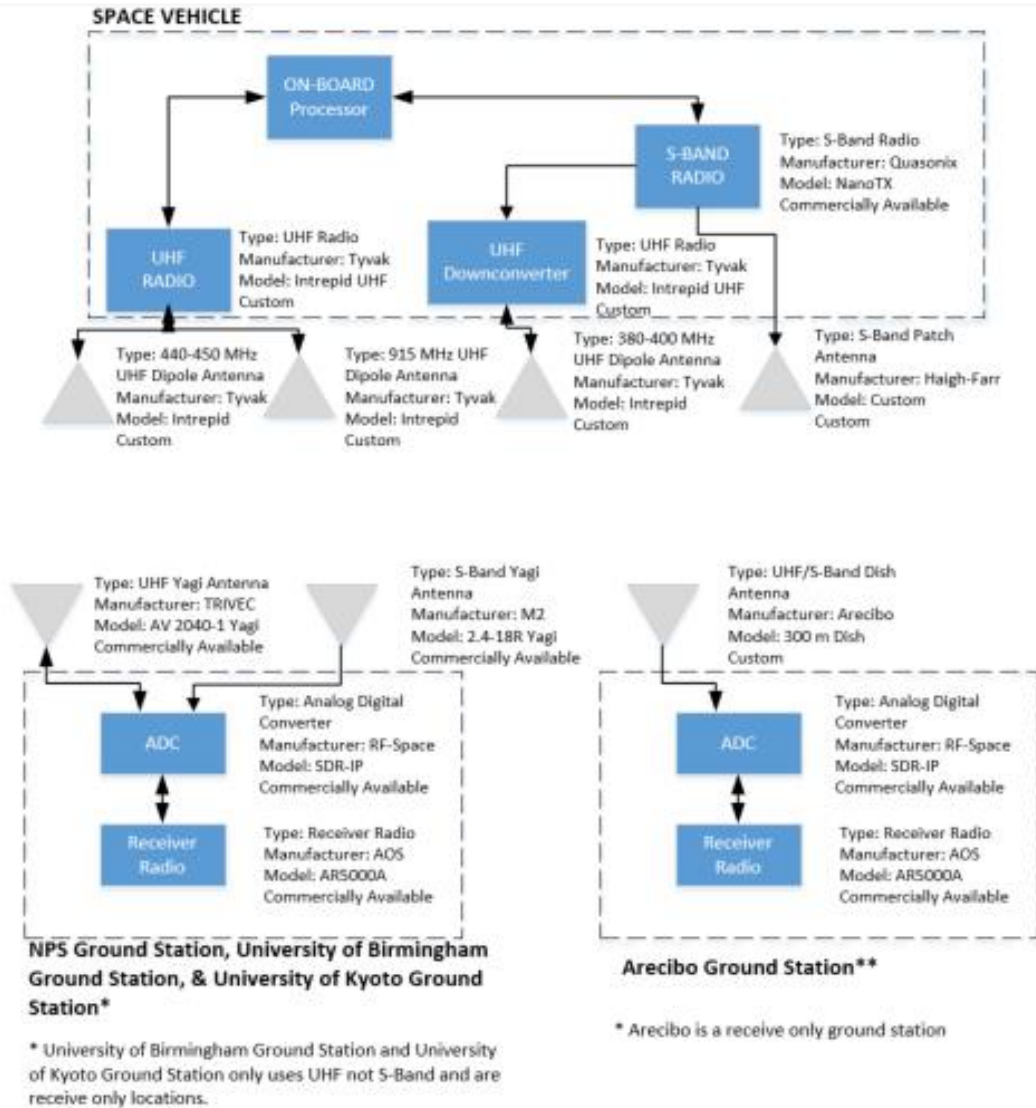 SPACE VEHICLE
ON-BOARD
Processor
S-BAND
RADIO
Type: S-Band Radio
Manufacturer: Quasonix
Model: NanoTX
Commercially Available
UHF
RADIO
Type: UHF Radio
Manufacturer: Tyvak
Model: Intrepid UHF
Custom
UHF
Downconverter
Type: UHF Radio
Manufacturer: Tyvak
Model: Intrepid UHF
Custom
Type: 440-450 MHz
UHF Dipole Antenna
Manufacturer: Tyvak
Model: Intrepid
Custom
Type: 915 MHz UHF
Dipole Antenna
Manufacturer: Tyvak
Model: Intrepid
Custom
Type: 380-400 MHz
UHF Dipole Antenna
Manufacturer: Tyvak
Model: Intrepid
Custom
Type: S-Band Patch
Antenna
Manufacturer: Haigh-Farr
Model: Custom
Custom
Type: UHF Yagi Antenna
Manufacturer: TRIVEC
Model: AV 2040-1 Yagi
Commercially Available
Type: S-Band Yagi
Antenna
Manufacturer: M2
Model: 2.4-18R Yagi
Commercially Available
ADC
Type: Analog Digital
Converter
Manufacturer: RF-Space
Model: SDR-IP
Commercially Available
Receiver
Radio
Type: Receiver Radio
Manufacturer: AOS
Model: AR5000A
Commercially Available
NPS Ground Station, University of Birmingham
Ground Station, & University of Kyoto Ground
Station*
* University of Birmingham Ground Station and University
of Kyoto Ground Station only uses UHF not S-Band and are
receive only locations.
Type: UHF/S-Band Dish
Antenna
Manufacturer: Arecibo
Model: 300 m Dish
Custom
ADC
Type: Analog Digital
Converter
Manufacturer: RF-Space
Model: SDR-IP
Commercially Available
Receiver
Radio
Type: Receiver Radio
Manufacturer: AOS
Model: AR5000A
Commercially Available
Arecibo Ground Station**
* Arecibo is a receive only ground station